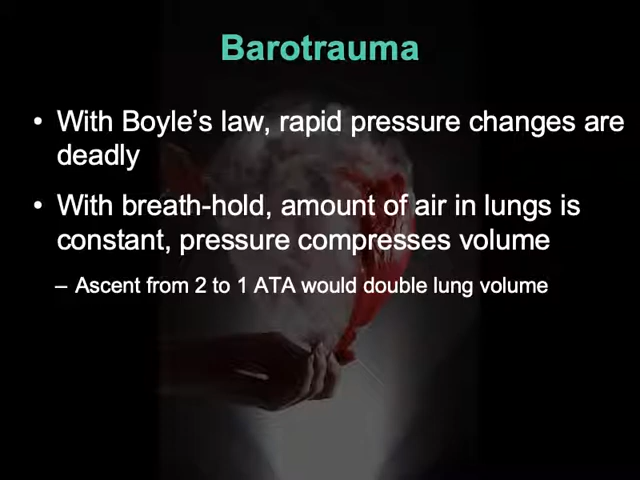 Barotrauma
• With Boyle’s law, rapid pressure changes are
deadly
• With breath-hold, amount of air in lungs is
constant, pressure compresses volume
– Ascent from 2 to 1 ATA would double lung volume